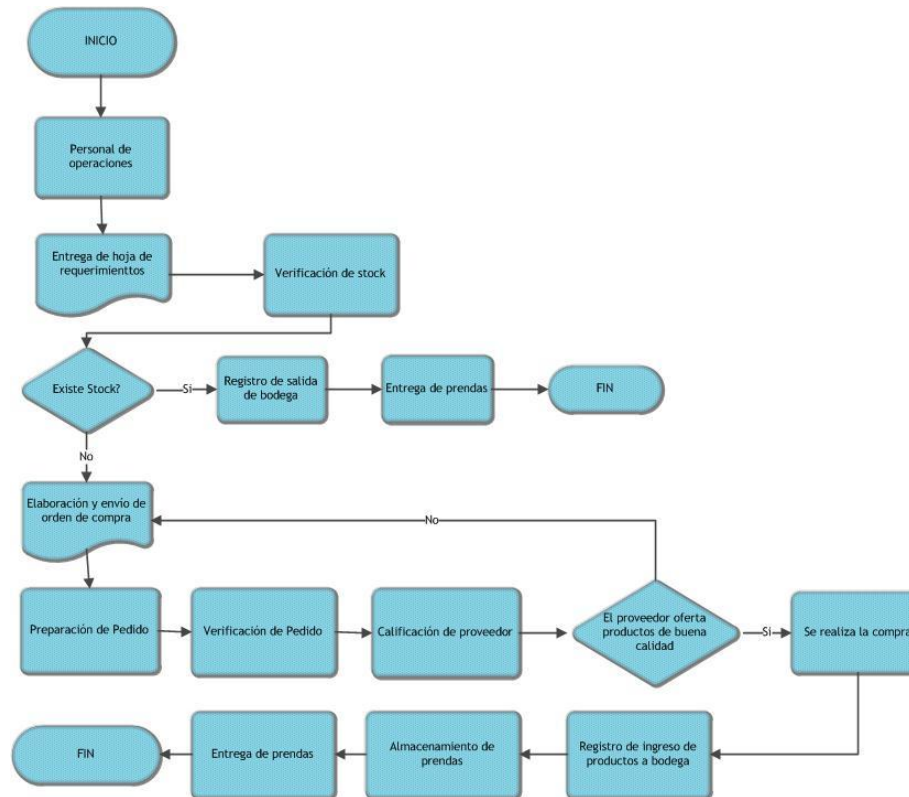 INICIO
Personal de
operaciones
Entrega de hoja de
requerimienttos
Verificación de stock
Existe Stock?
Si
Registro de salida
de bodega
Entrega de prendas
FIN
No
Elaboración y envío de
orden de compra
No
Preparación de Pedido
Verificación de Pedido
Calificación de proveedor
El proveedor oferta
productos de buena
calidad
Si
Se realiza la compra
FIN
Entrega de prendas
Almacenamiento de
prendas
Registro de ingreso de
productos a bodega